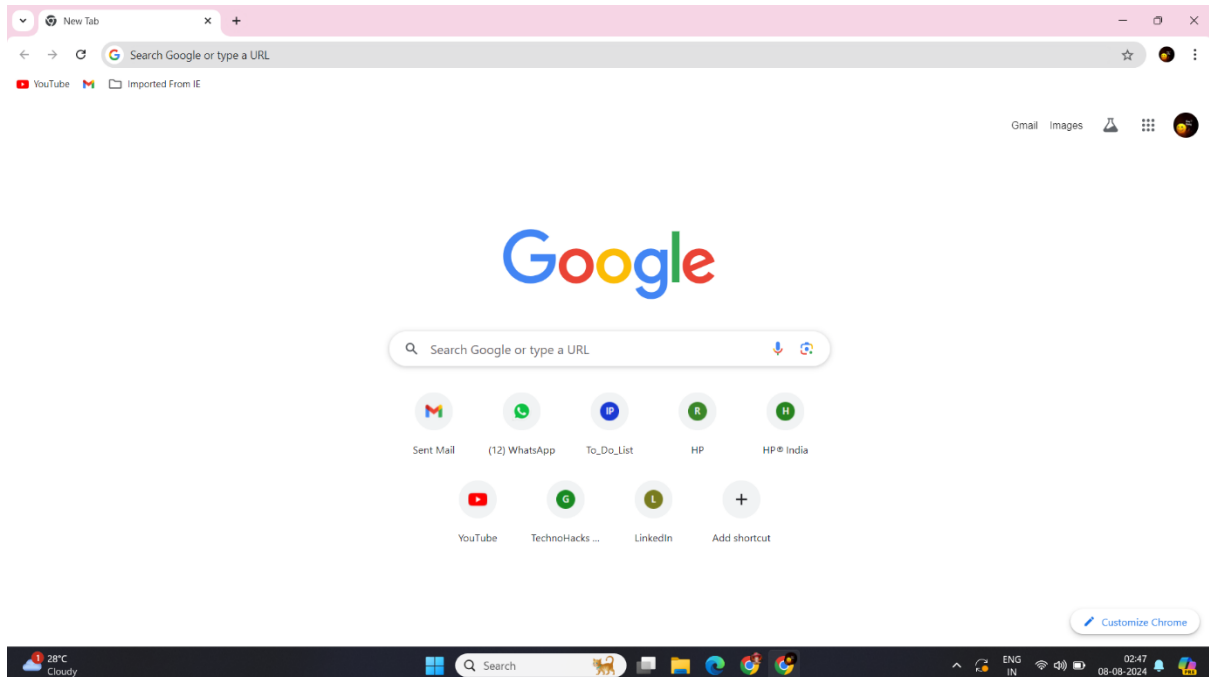 New Tab
Search Google or type a URL
YouTube Imported From IE
Gmail Images
Google
Search Google or type a URL
IP R H
Sent Mail (12) WhatsApp To_Do_List HP HP® India
G L
YouTube TechnoHacks ... LinkedIn Add shortcut
Customize Chrome
1 28°C
Cloudy
Search
ENG
IN
02:47
08-08-2024